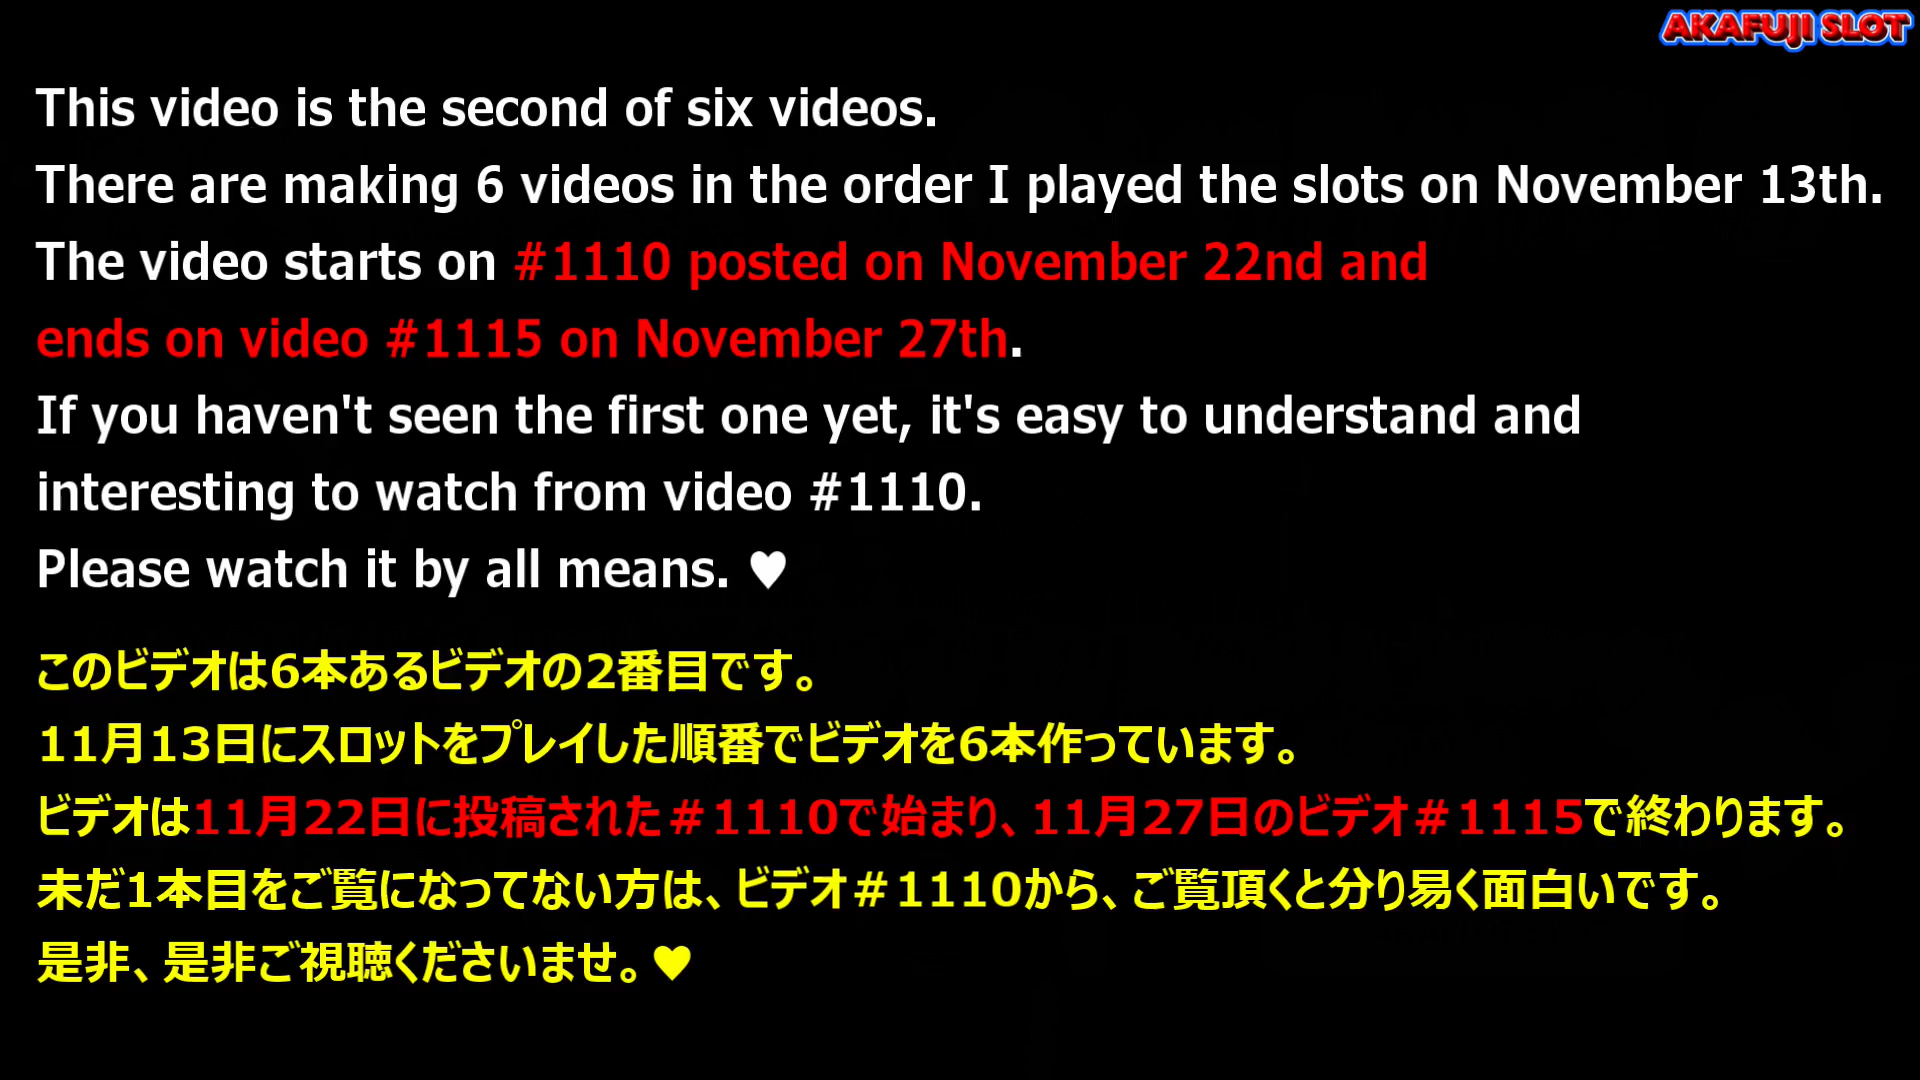 AKAFUJI SLOT
This video is the second of six videos.
There are making 6 videos in the order I played the slots on November 13th.
The video starts on #1110 posted on November 22nd and
ends on video #1115 on November 27th.
If you haven't seen the first one yet, it's easy to understand and
interesting to watch from video #1110.
Please watch it by all means. ♥
このビデオは6本あるビデオの2番目です。
11月13日にスロットをプレイした順番でビデオを6本作っています。
ビデオは11月22日に投稿された＃1110で始まり、11月27日のビデオ＃1115で終わります。
未だ1本目をご覧になってない方は、ビデオ＃1110から、ご覧頂くと分り易く面白いです。
是非、是非ご視聴くださいませ。♥